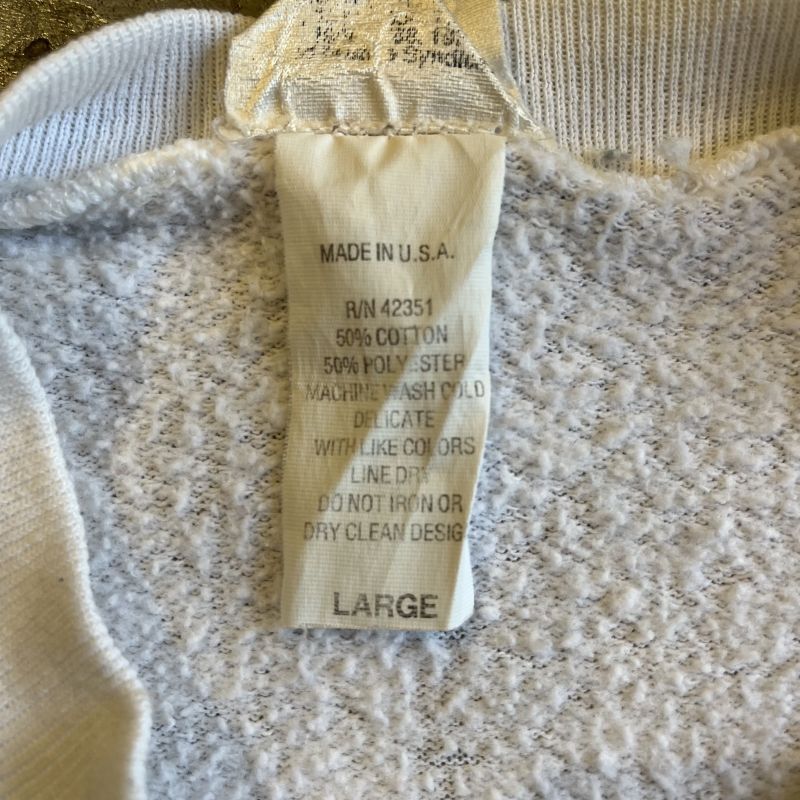 MADE IN U.S.A.
R/N 42351
50% COTTON
50% POLYESTER
MACHINE WASH COLD
DELICATE
WITH LIKE COLORS
LINE DRY
DO NOT IRON OR
DRY CLEAN DESIG
LARGE